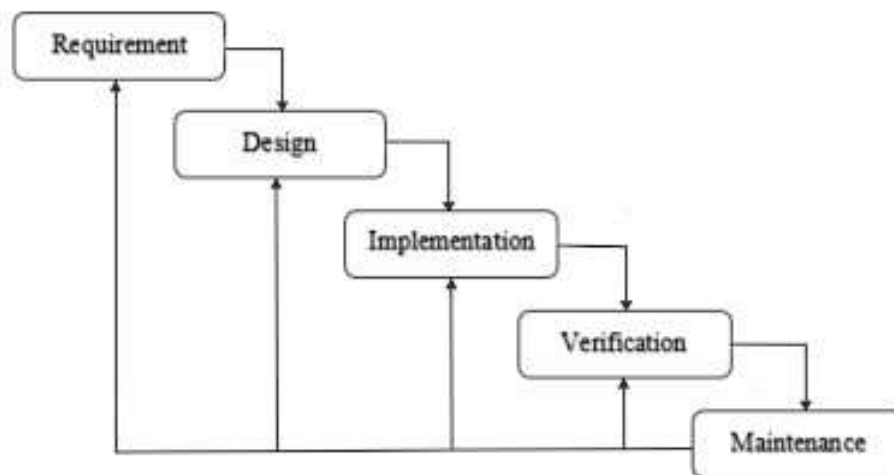 Requirement
Design
Implementation
Verification
Maintenance